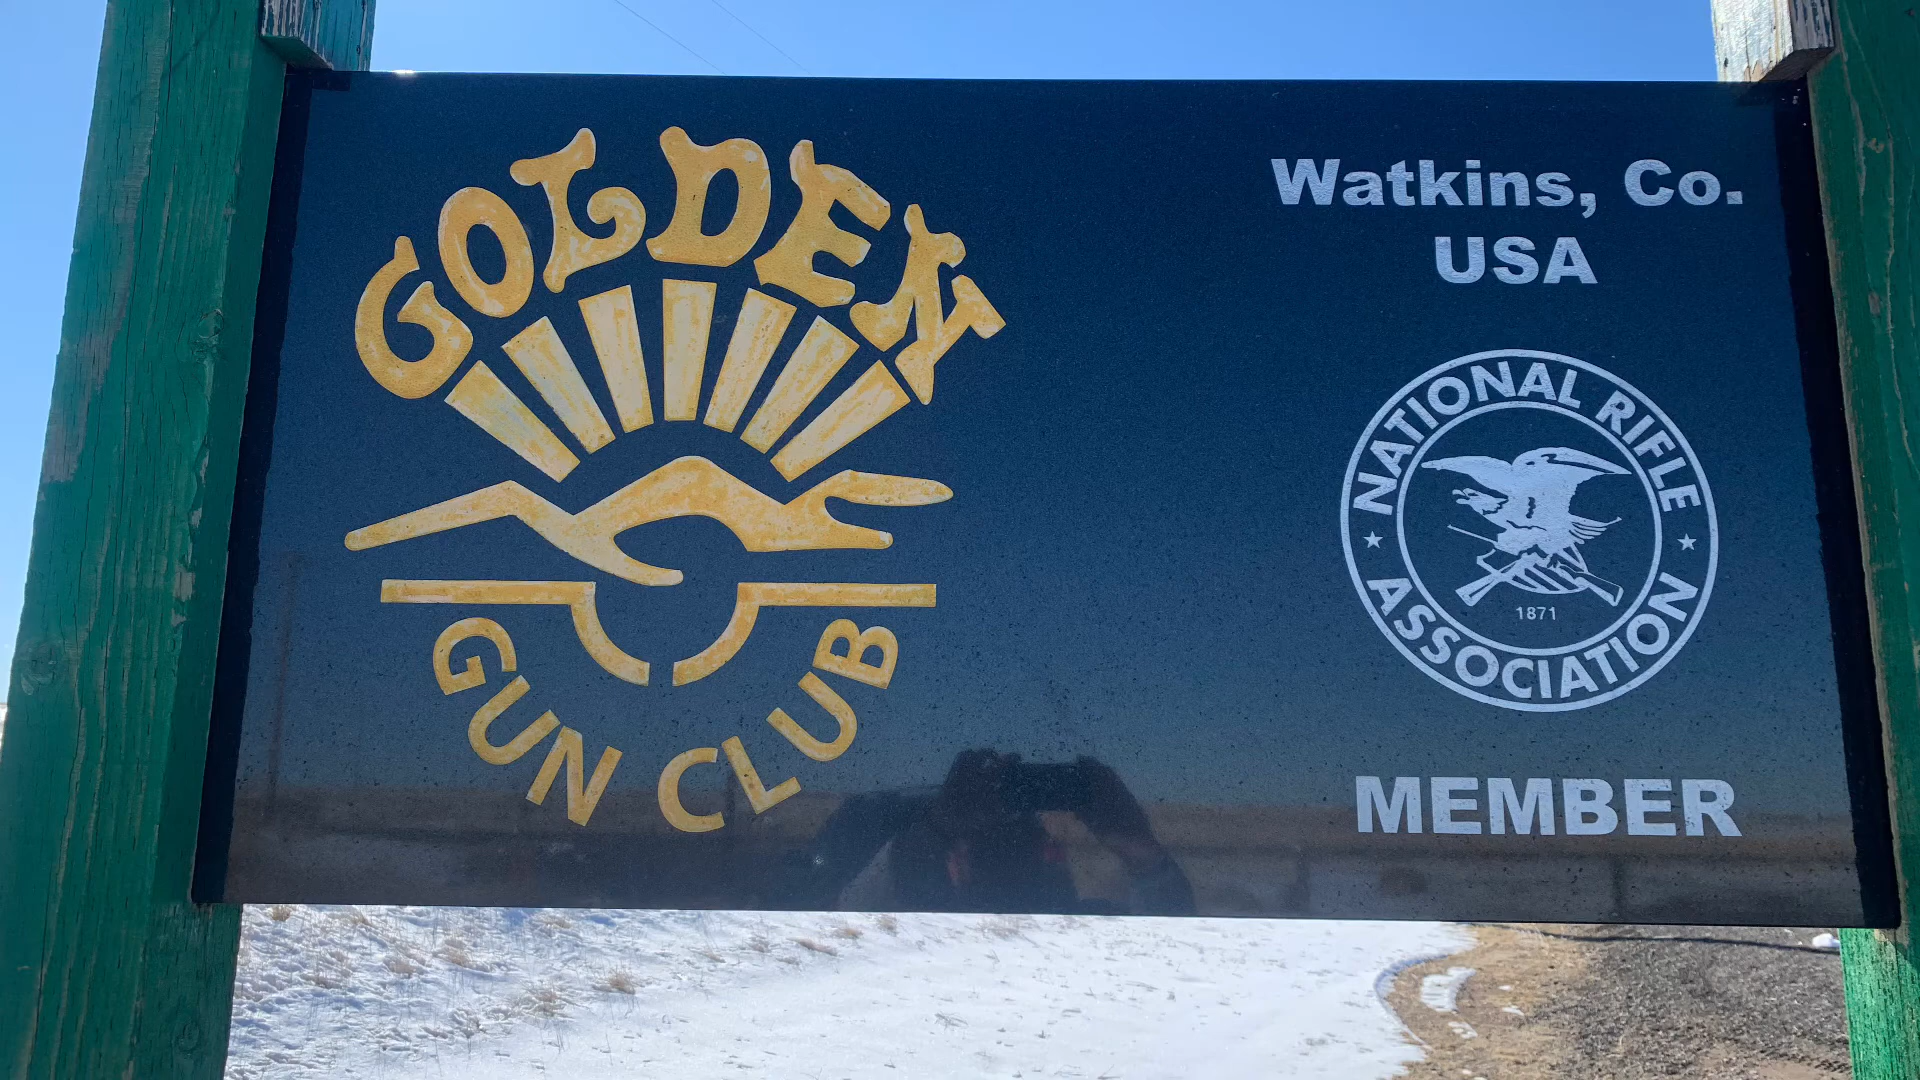 GOLDEN
GUN CLUB
Watkins, Co.
USA
NATIONAL RIFLE
ASSOCIATION
1871
MEMBER